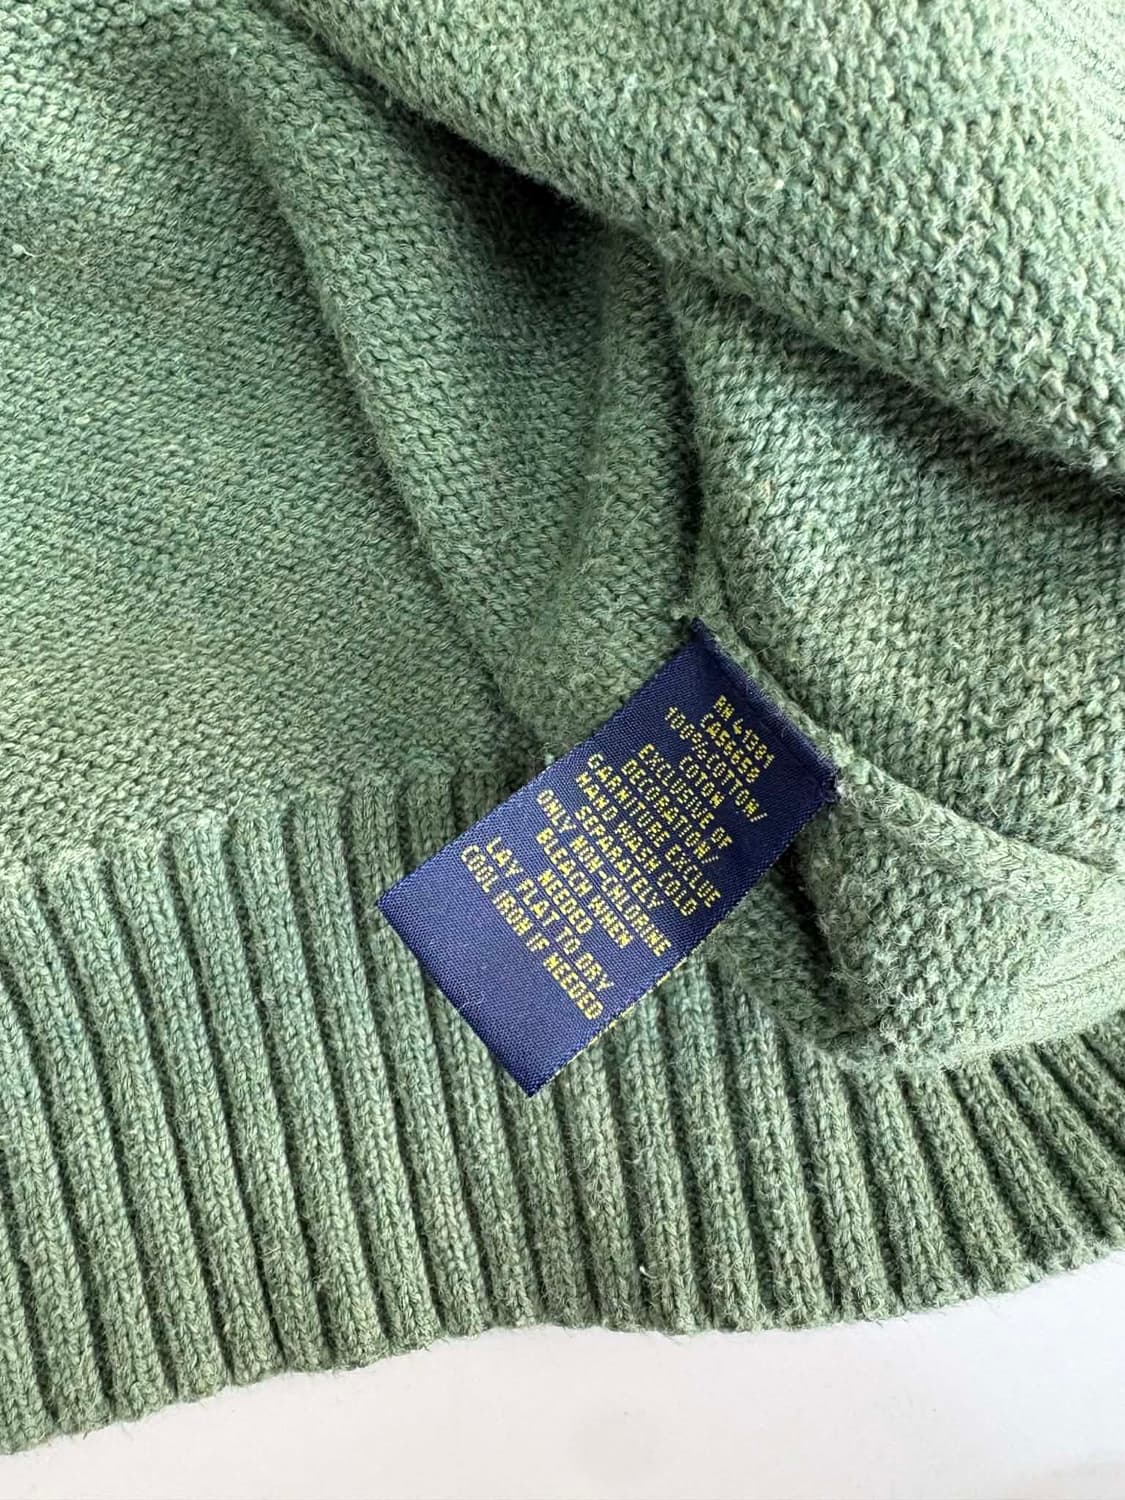 RN 41381
CA56659
100% COTTON/
COTON
EXCLUSIVE OF
DECORATION/
GARNITURE EXCLUE
HAND WASH COLD
SEPARATELY
ONLY NON-CHLORINE
BLEACH WHEN
NEEDED
LAY FLAT TO DRY
COOL IRON IF NEEDED